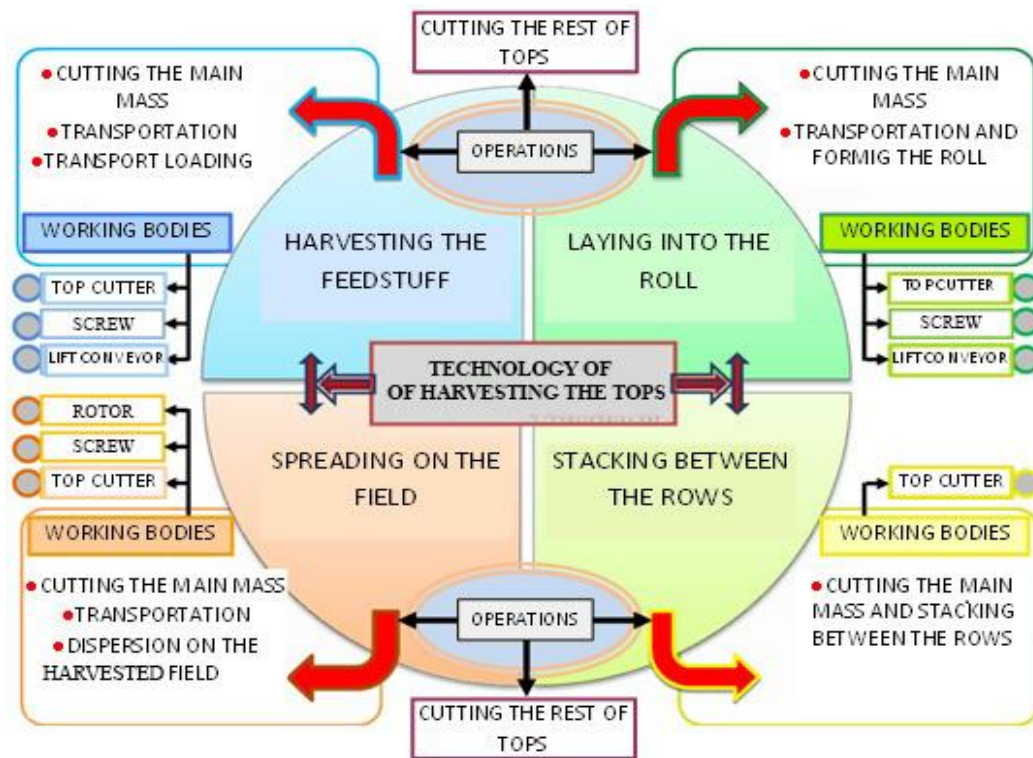 CUTTING THE REST OF
TOPS
CUTTING THE MAIN
MASS
TRANSPORTATION
TRANSPORT LOADING
OPERATIONS
CUTTING THE MAIN
MASS
TRANSPORTATION AND
FORMIG THE ROLL
WORKING BODIES
HARVESTING THE
FEEDSTUFF
LAYING INTO THE
ROLL
WORKING BODIES
TOP CUTTER
SCREW
LIFT CONVEYOR
TOPCUTTER
SCREW
LIFTCONVEYOR
TECHNOLOGY OF
OF HARVESTING THE TOPS
ROTOR
SCREW
TOP CUTTER
SPREADING ON THE
FIELD
STACKING BETWEEN
THE ROWS
TOP CUTTER
WORKING BODIES
WORKING BODIES
CUTTING THE MAIN MASS
TRANSPORTATION
DISPERSION ON THE
HARVESTED FIELD
OPERATIONS
CUTTING THE MAIN
MASS AND STACKING
BETWEEN THE ROWS
CUTTING THE REST OF
TOPS